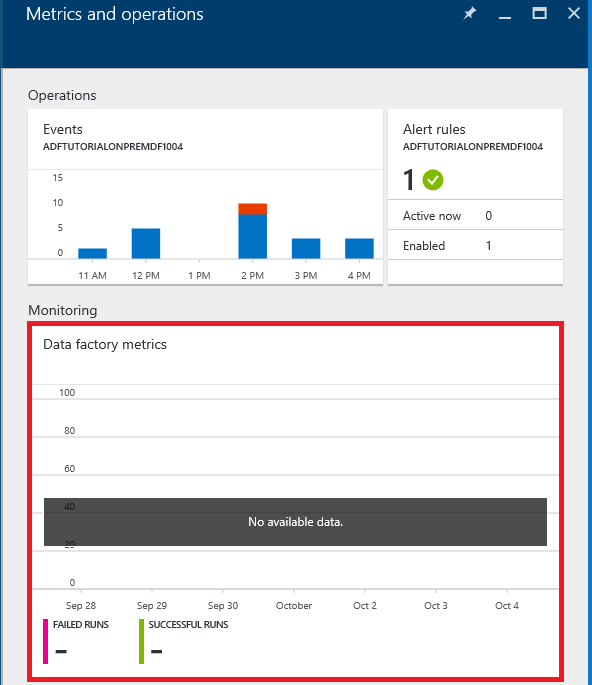 Metrics and operations
Operations
Events
ADFTUTORIALONPREMDF1004
15
10
5
0
11 AM 12 PM 1 PM 2 PM 3 PM 4 PM
Alert rules
ADFTUTORIALONPREMDF1004
1
Active now 0
Enabled 1
Monitoring
Data factory metrics
100
80
60
40
No available data.
20
0
Sep 28 Sep 29 Sep 30 October Oct 2 Oct 3 Oct 4
FAILED RUNS SUCCESSFUL RUNS
– –